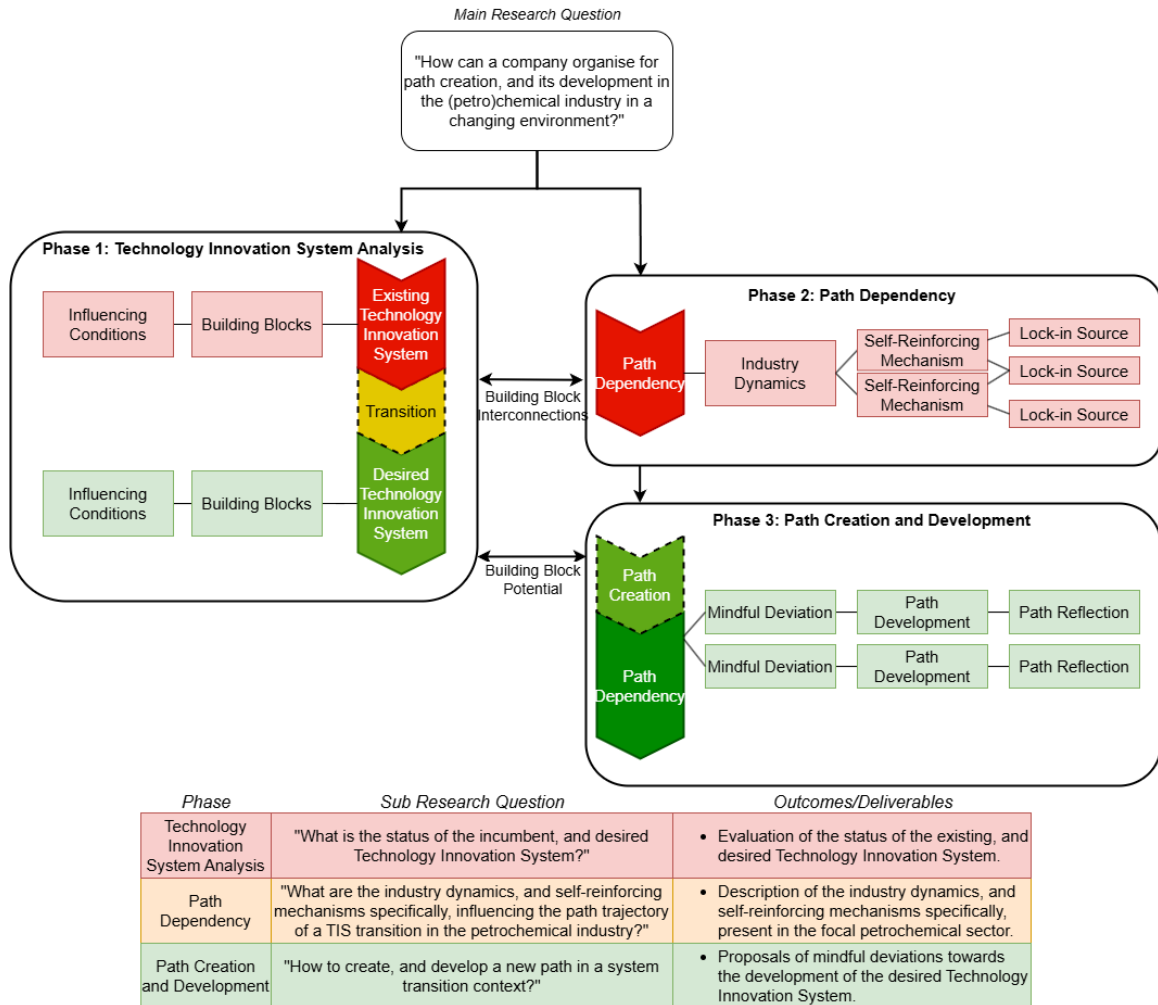 Main Research Question
"How can a company organise for
path creation, and its development in
the (petro)chemical industry in a
changing environment?"
Phase 1: Technology Innovation System Analysis
Influencing
Conditions
Building Blocks
Existing
Technology
Innovation
System
Transition
Influencing
Conditions
Building Blocks
Desired
Technology
Innovation
System
Building Block
Interconnections
Building Block
Potential
Phase 2: Path Dependency
Path
Dependency
Industry
Dynamics
Self-Reinforcing
Mechanism
Self-Reinforcing
Mechanism
Lock-in Source
Lock-in Source
Lock-in Source
Phase 3: Path Creation and Development
Path
Creation
Path
Dependency
Mindful Deviation
Path
Development
Path Reflection
Mindful Deviation
Path
Development
Path Reflection
Phase
Sub Research Question
Outcomes/Deliverables
Technology
Innovation
System Analysis
"What is the status of the incumbent, and desired
Technology Innovation System?"
• Evaluation of the status of the existing, and
desired Technology Innovation System.
Path
Dependency
"What are the industry dynamics, and self-reinforcing
mechanisms specifically, influencing the path trajectory
of a TIS transition in the petrochemical industry?"
• Description of the industry dynamics, and
self-reinforcing mechanisms specifically,
present in the focal petrochemical sector.
Path Creation
and Development
"How to create, and develop a new path in a system
transition context?"
• Proposals of mindful deviations towards
the development of the desired Technology
Innovation System.